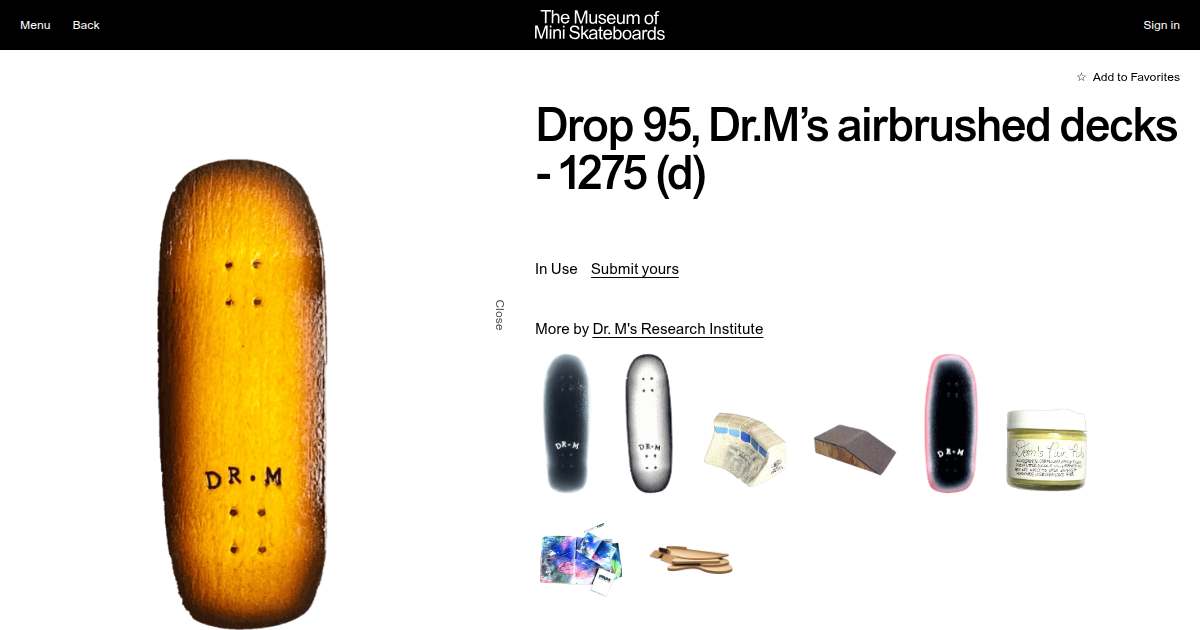 Menu
Back
The Museum of
Mini Skateboards
Sign in
☆ Add to Favorites
Drop 95, Dr.M’s airbrushed decks
- 1275 (d)
In Use
Submit yours
Close
More by Dr. M's Research Institute
DR·M
DR·M
DR·M
DR·M